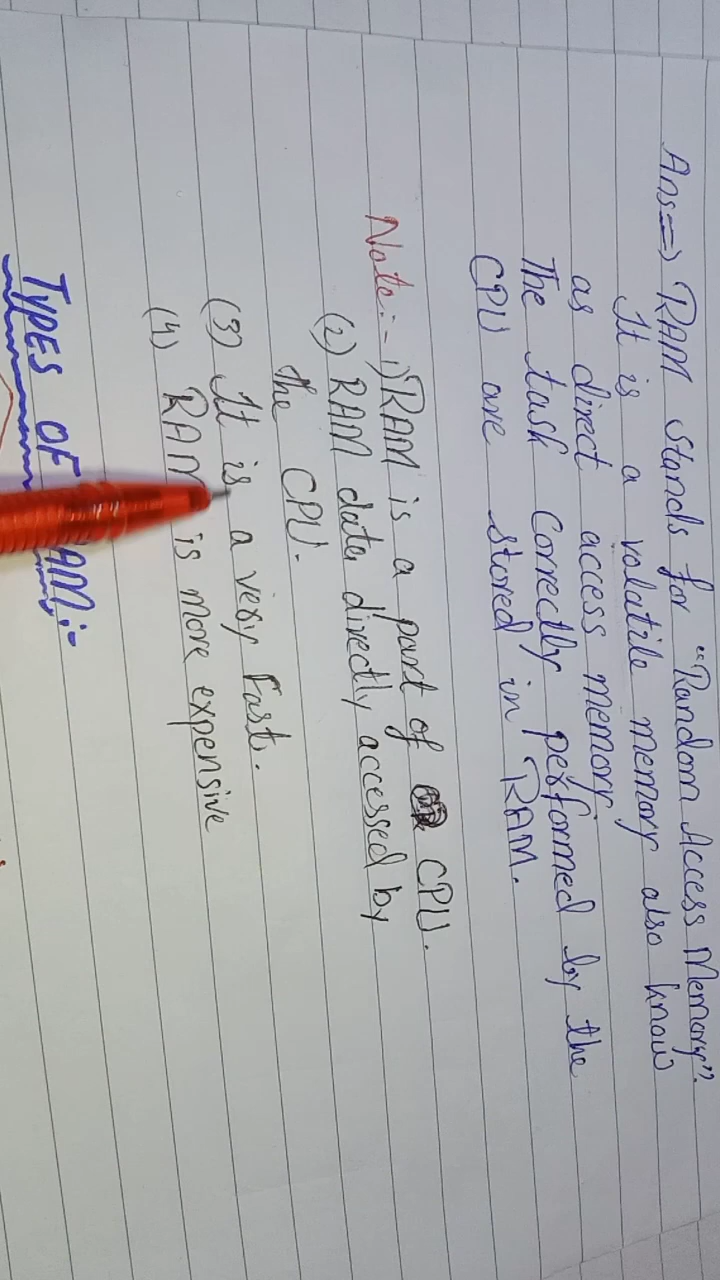 Ans⇒ RAM stands for "Random Access Memory".
It is a volatile memory also know
as direct access memory
The task Correctly performed by the
CPU are stored in RAM.
Note:- 1) RAM is a part of CPU.
(2) RAM data directly accessed by
the CPU.
(3) It is a very Fast.
(4) RAM is more expensive
TYPES OF RAM:-